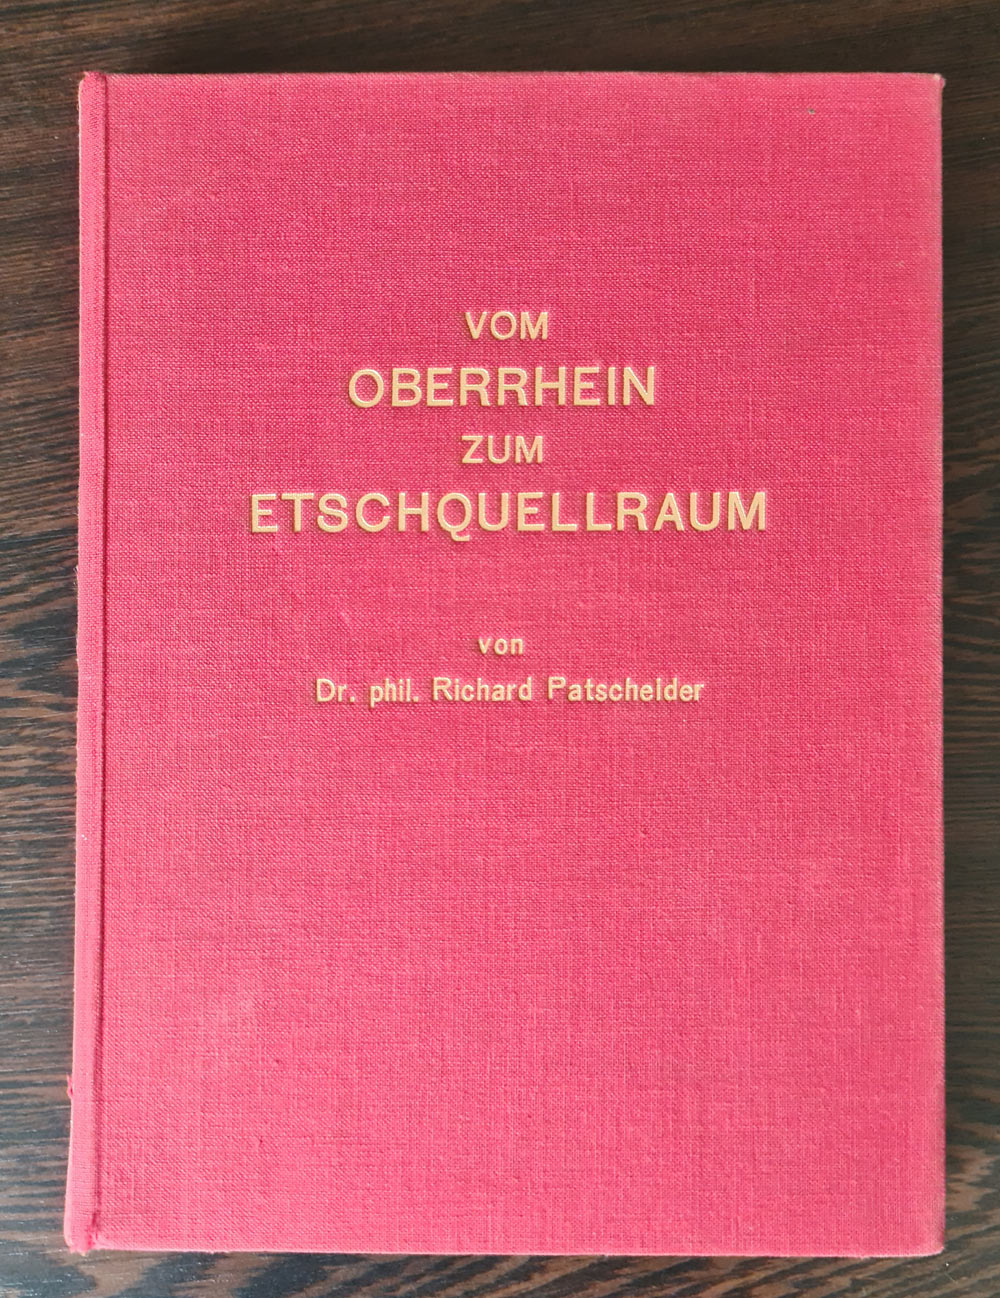 VOM
OBERRHEIN
ZUM
ETSCHQUELLRAUM
von
Dr. phil. Richard Patscheider